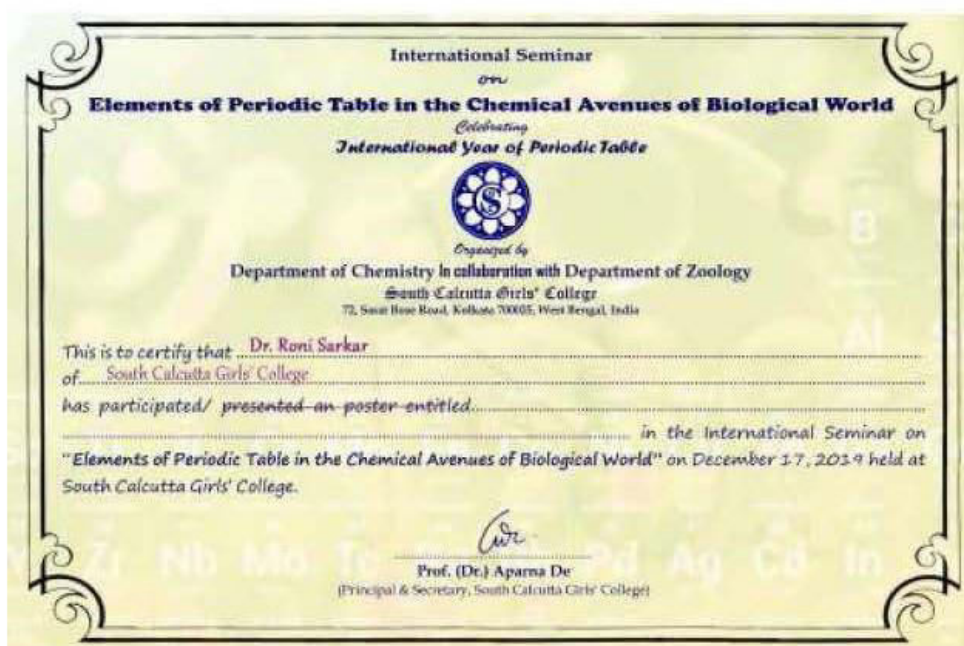 International Seminar
on
Elements of Periodic Table in the Chemical Avenues of Biological World
Celebrating
International Year of Periodic Table
Organized by
Department of Chemistry In collaboration with Department of Zoology
South Calcutta Girls' College
72, Sarat Bose Road, Kolkata 700025, West Bengal, India
This is to certify that Dr. Roni Sarkar
of South Calcutta Girls' College
has participated/ presented an poster entitled
in the International Seminar on
"Elements of Periodic Table in the Chemical Avenues of Biological World" on December 17, 2019 held at
South Calcutta Girls' College.
Prof. (Dr.) Aparna De
(Principal & Secretary, South Calcutta Girls' College)
B
Al
Zr Nb Mo Tc Pd Ag Cd In